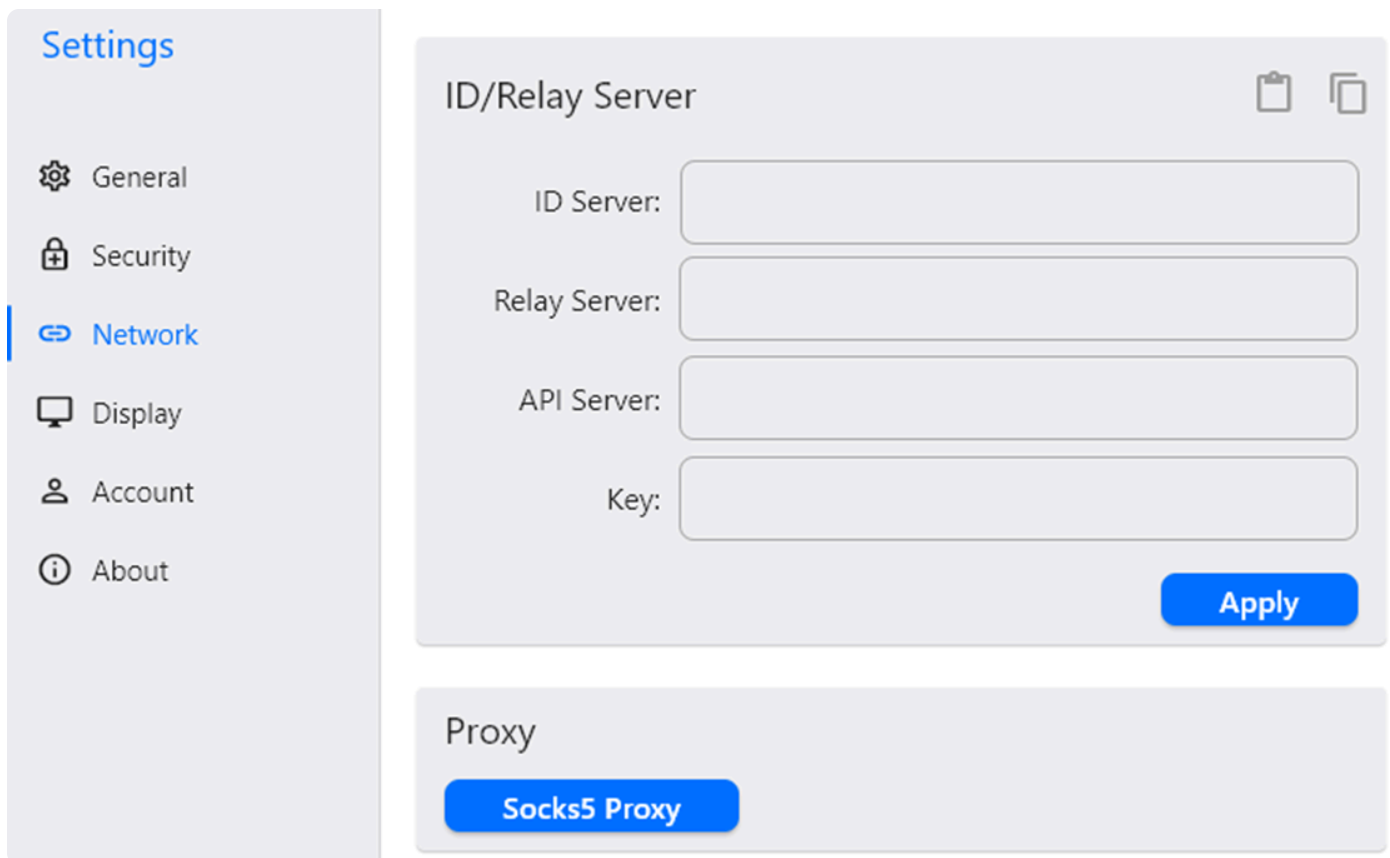 Settings
General
Security
Network
Display
Account
About
ID/Relay Server
ID Server:
Relay Server:
API Server:
Key:
Apply
Proxy
Socks5 Proxy